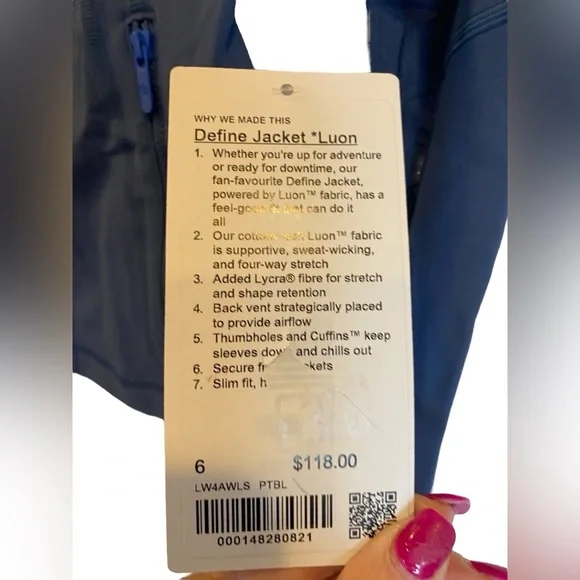 WHY WE MADE THIS
Define Jacket *Luon
1. Whether you're up for adventure
or ready for downtime, our
fan-favourite Define Jacket,
powered by Luon™ fabric, has a
can do it
all
2. Our Luon™ fabric
is supportive, sweat-wicking,
and four-way stretch
3. Added Lycra® fibre for stretch
and shape retention
4. Back vent strategically placed
to provide airflow
5. Thumbholes and Cuffins™ keep
sleeves down and chills out
6. Secure
7. Slim fit,
6 $118.00
LW4AWLS PTBL
000148280821